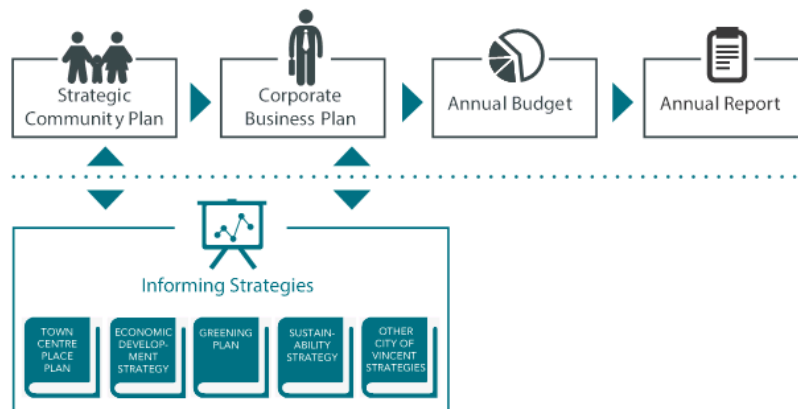 Strategic
Community Plan
Corporate
Business Plan
Annual Budget
Annual Report
Informing Strategies
TOWN
CENTRE
PLACE
PLAN
ECONOMIC
DEVELOP-
MENT
STRATEGY
GREENING
PLAN
SUSTAIN-
ABILITY
STRATEGY
OTHER
CITY OF
VINCENT
STRATEGIES